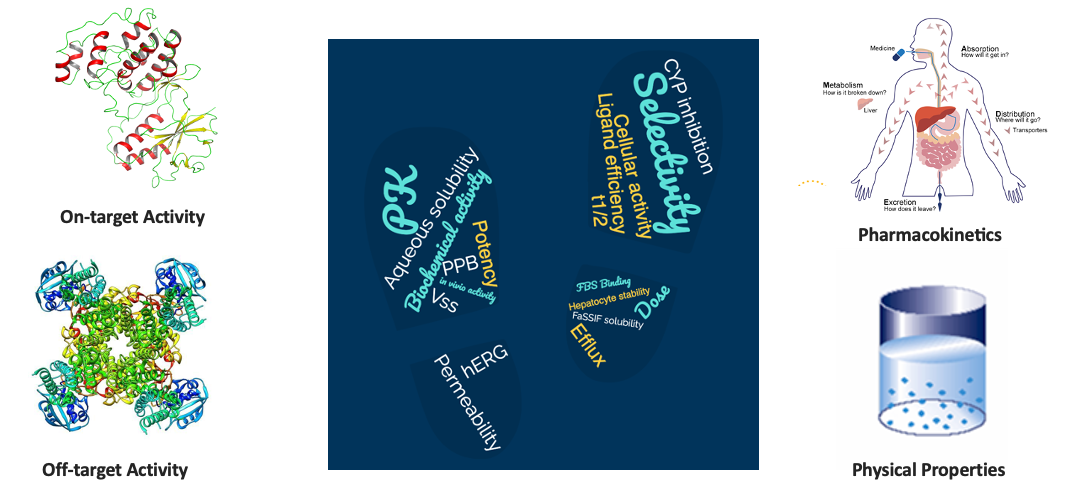 On-target Activity
Off-target Activity
PK
Aqueous solubility
Biochemical activity
Potency
PPB
in vivio activity
Vss
hERG
Permeability
CYP inhibition
Selectivity
Cellular activity
Ligand efficiency
t1/2
FBS Binding
Hepatocyte stability
FaSSIF solubility
Dose
Efflux
Medicine
Absorption
How will it get in?
Metabolism
How is it broken down?
Liver
Distribution
Where will it go?
Transporters
Excretion
How does it leave?
Pharmacokinetics
Physical Properties